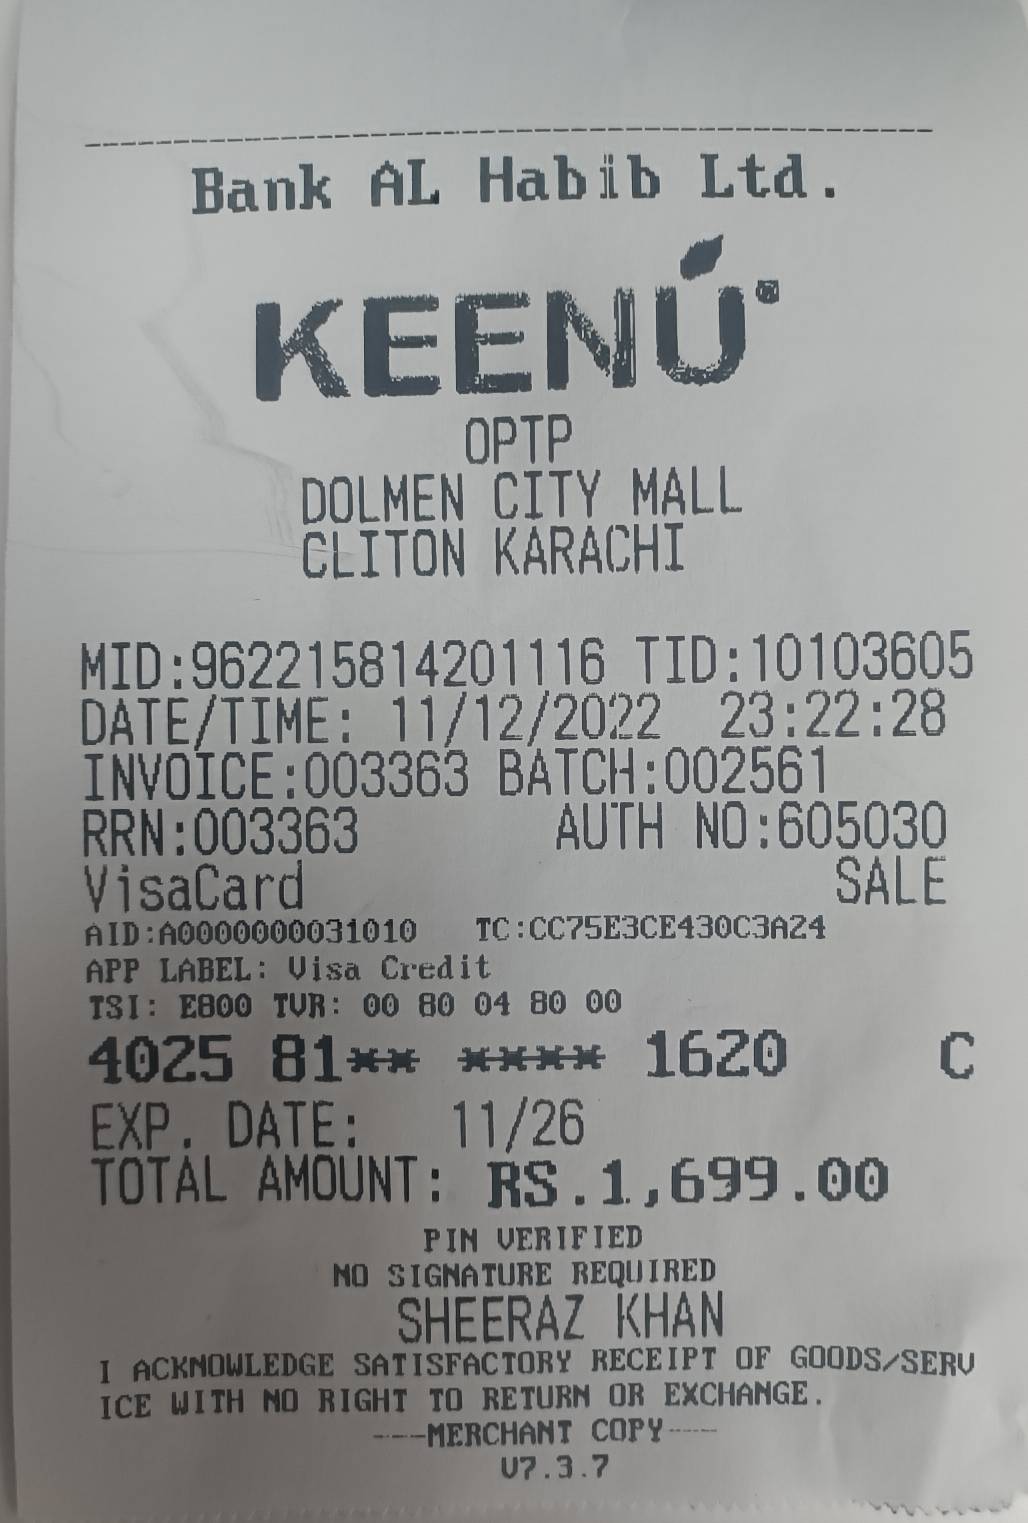 Bank AL Habib Ltd.
KEENÚ®
OPTP
DOLMEN CITY MALL
CLITON KARACHI
MID:962215814201116 TID:10103605
DATE/TIME: 11/12/2022 23:22:28
INVOICE:003363 BATCH:002561
RRN:003363 AUTH NO:605030
VisaCard SALE
AID:A0000000031010 TC:CC75E3CE430C3A24
APP LABEL: Visa Credit
TSI: E800 TVR: 00 80 04 80 00
4025 81** **** 1620 C
EXP. DATE: 11/26
TOTAL AMOUNT: RS.1,699.00
PIN VERIFIED
NO SIGNATURE REQUIRED
SHEERAZ KHAN
I ACKNOWLEDGE SATISFACTORY RECEIPT OF GOODS/SERV
ICE WITH NO RIGHT TO RETURN OR EXCHANGE.
---MERCHANT COPY---
V7.3.7